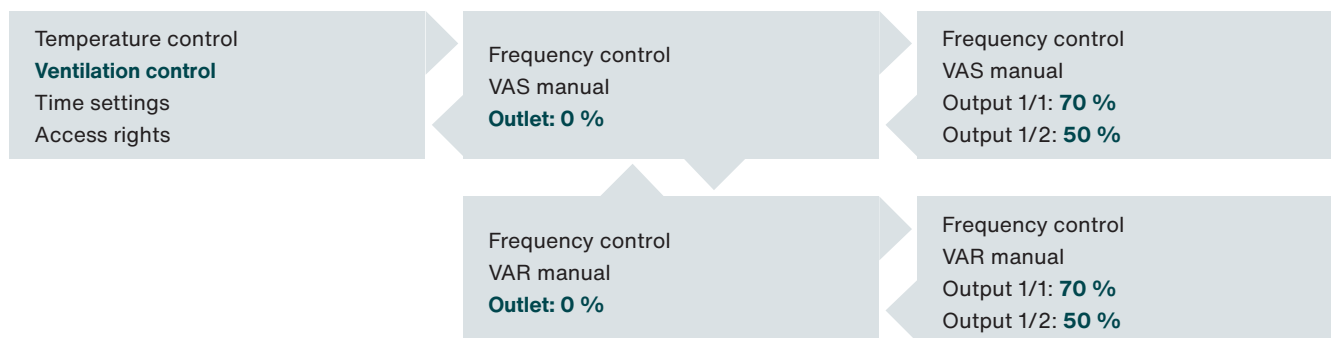 Temperature control
Ventilation control
Time settings
Access rights
Frequency control
VAS manual
Outlet: 0 %
Frequency control
VAS manual
Output 1/1: 70 %
Output 1/2: 50 %
Frequency control
VAR manual
Outlet: 0 %
Frequency control
VAR manual
Output 1/1: 70 %
Output 1/2: 50 %